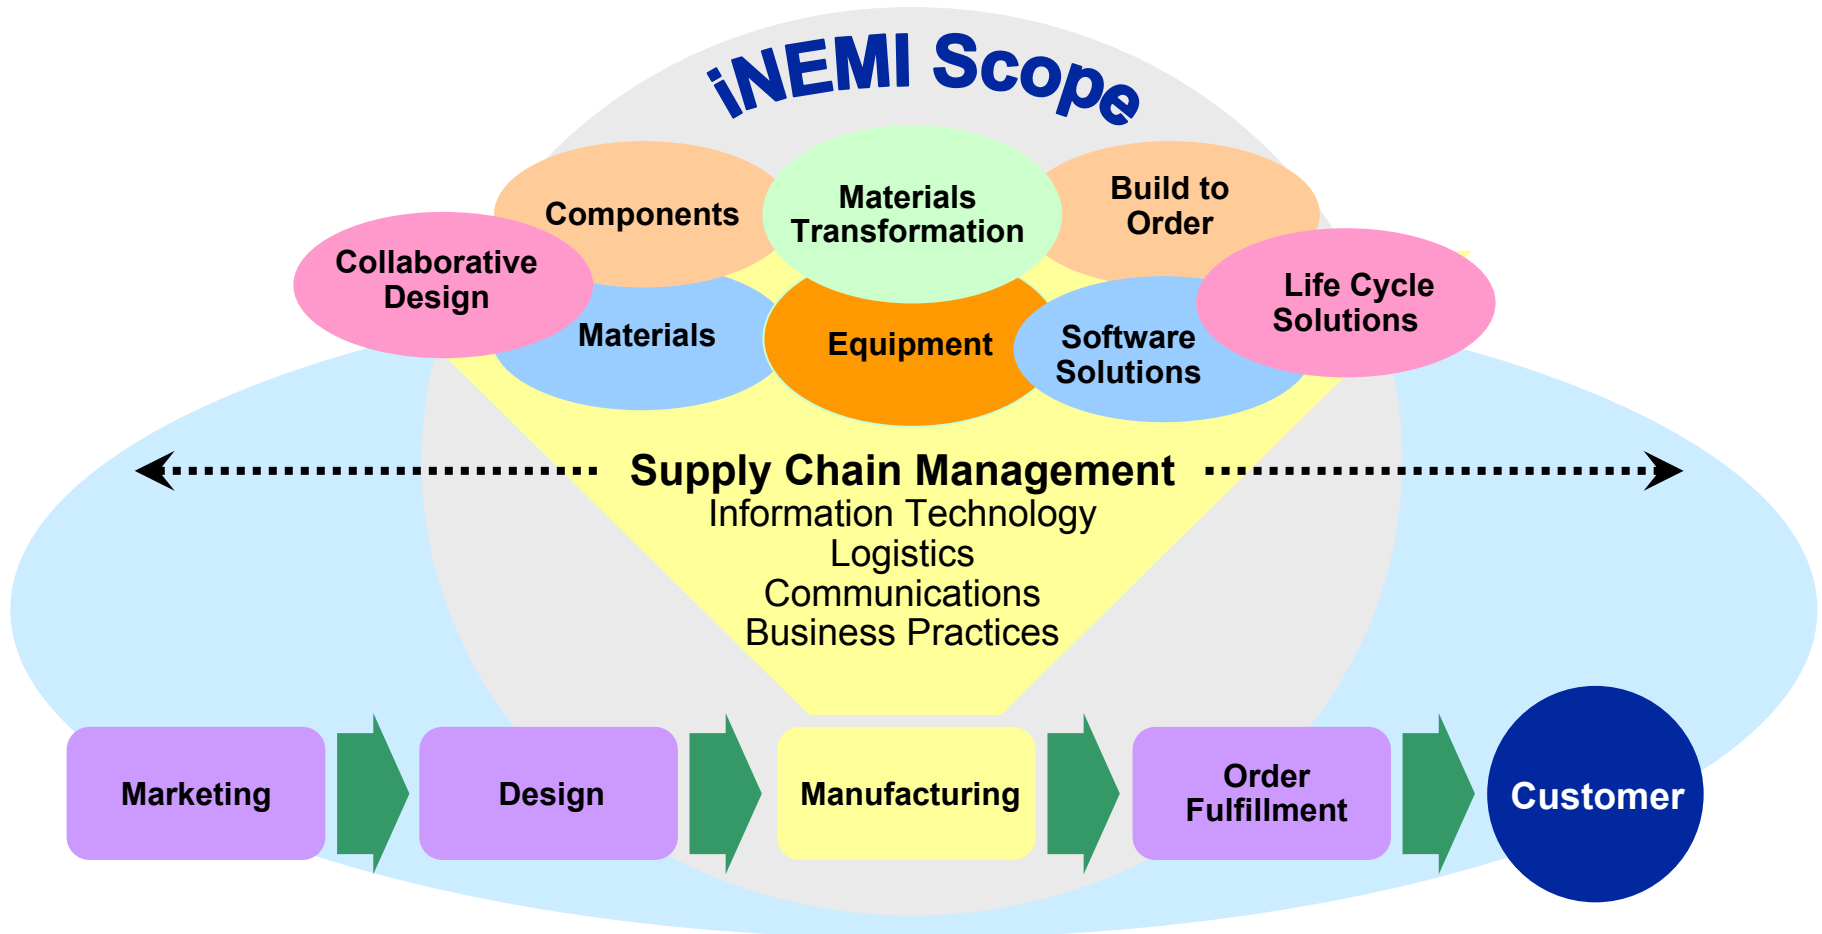 iNEMI Scope
Components
Materials
Transformation
Build to
Order
Collaborative
Design
Life Cycle
Solutions
Materials
Equipment
Software
Solutions
Supply Chain Management
Information Technology
Logistics
Communications
Business Practices
Marketing
Design
Manufacturing
Order
Fulfillment
Customer